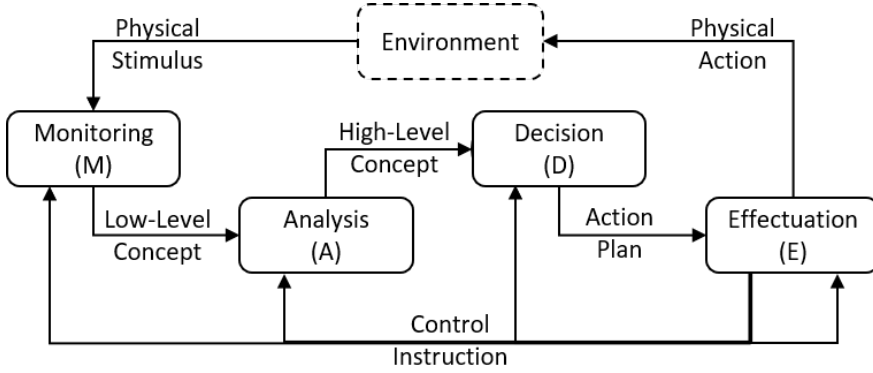 Physical
Stimulus
Environment
Physical
Action
Monitoring
(M)
High-Level
Concept
Decision
(D)
Low-Level
Concept
Analysis
(A)
Action
Plan
Effectuation
(E)
Control
Instruction